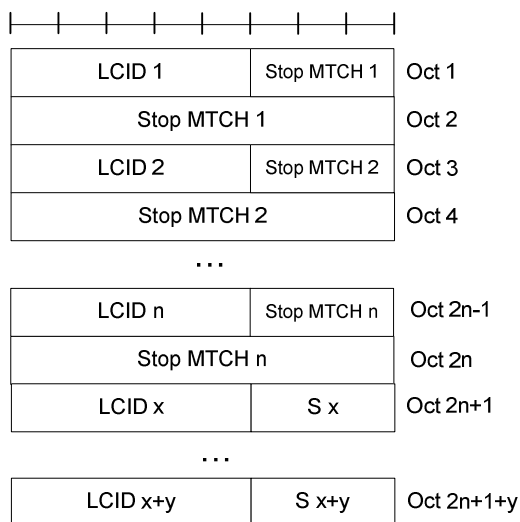 LCID 1 Stop MTCH 1 Oct 1
Stop MTCH 1 Oct 2
LCID 2 Stop MTCH 2 Oct 3
Stop MTCH 2 Oct 4
...
LCID n Stop MTCH n Oct 2n-1
Stop MTCH n Oct 2n
LCID x S x Oct 2n+1
...
LCID x+y S x+y Oct 2n+1+y